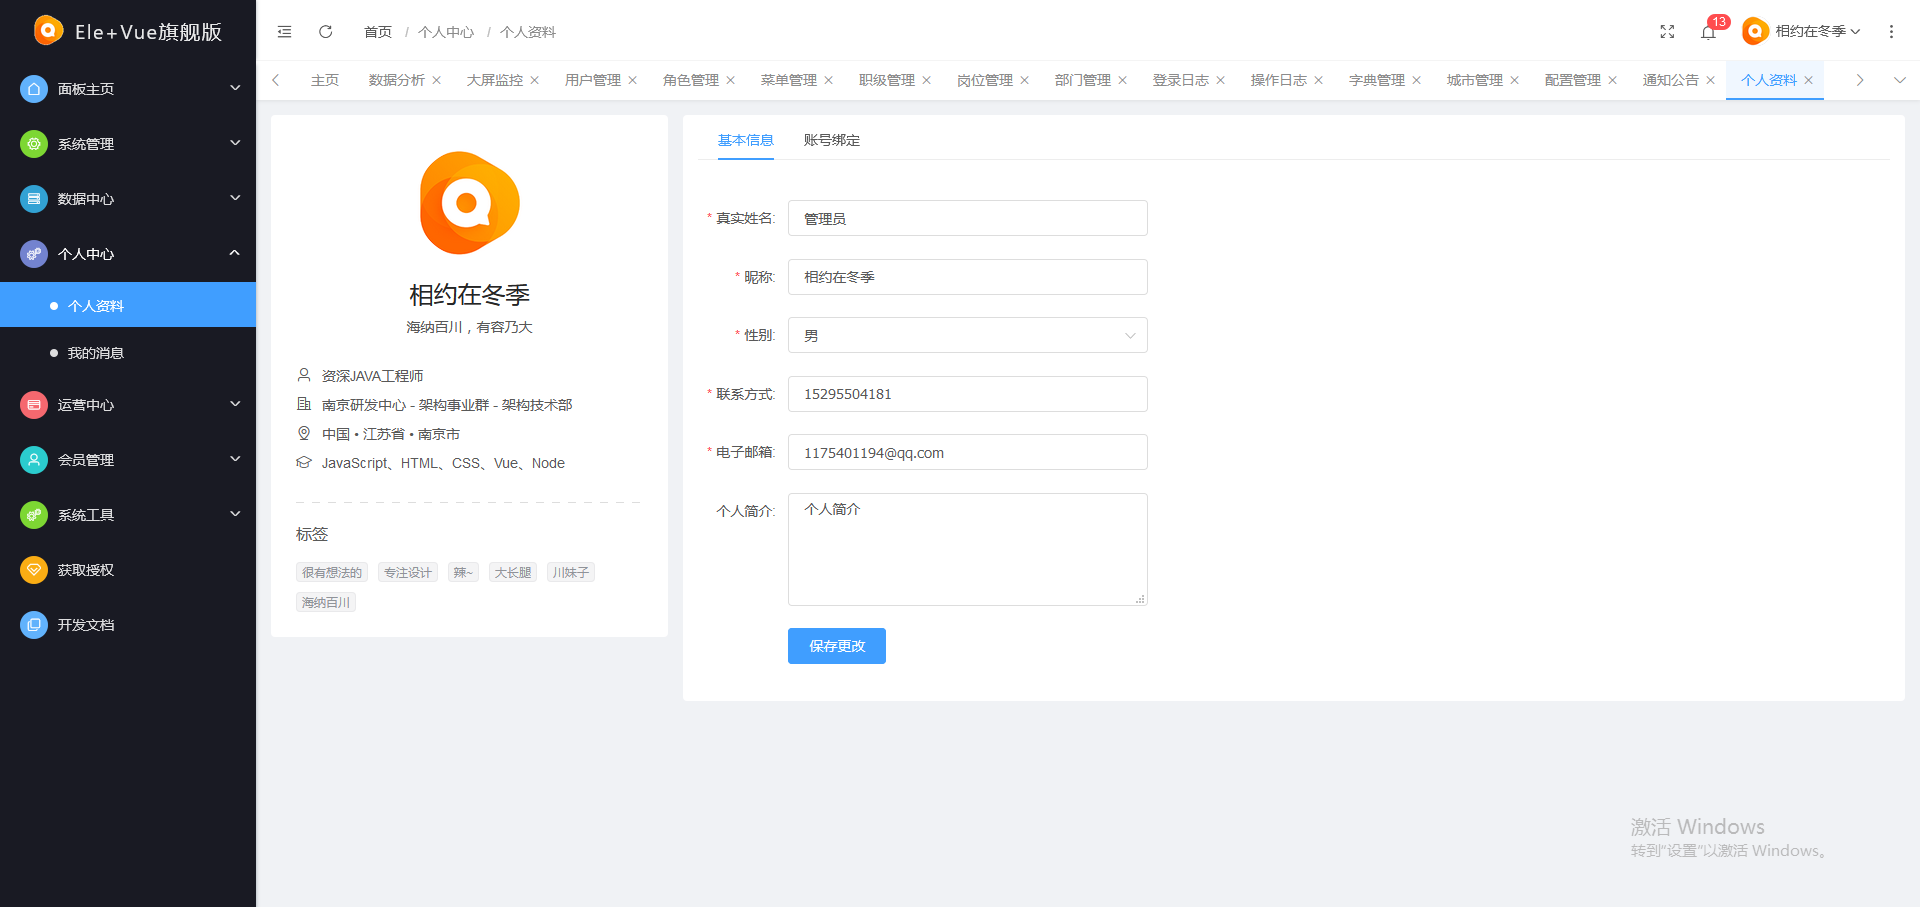 Ele+Vue旗舰版
面板主页
系统管理
数据中心
个人中心
个人资料
我的消息
运营中心
会员管理
系统工具
获取授权
开发文档
首页 / 个人中心 / 个人资料
13
相约在冬季
主页 数据分析 大屏监控 用户管理 角色管理 菜单管理 职级管理 岗位管理 部门管理 登录日志 操作日志 字典管理 城市管理 配置管理 通知公告 个人资料
相约在冬季
海纳百川，有容乃大
资深JAVA工程师
南京研发中心 - 架构事业群 - 架构技术部
中国 • 江苏省 • 南京市
JavaScript、HTML、CSS、Vue、Node
标签
很有想法的 专注设计 辣~ 大长腿 川妹子
海纳百川
基本信息 账号绑定
* 真实姓名: 管理员
* 昵称: 相约在冬季
* 性别: 男
* 联系方式: 15295504181
* 电子邮箱: 1175401194@qq.com
个人简介: 个人简介
保存更改
激活 Windows
转到"设置"以激活 Windows。